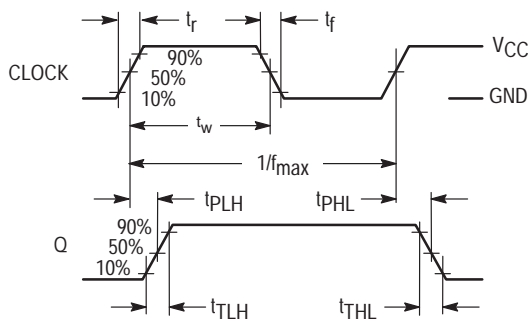 tr
tf
VCC
90%
CLOCK
50%
10%
GND
tw
1/fmax
tPLH
tPHL
90%
Q
50%
10%
tTLH
tTHL